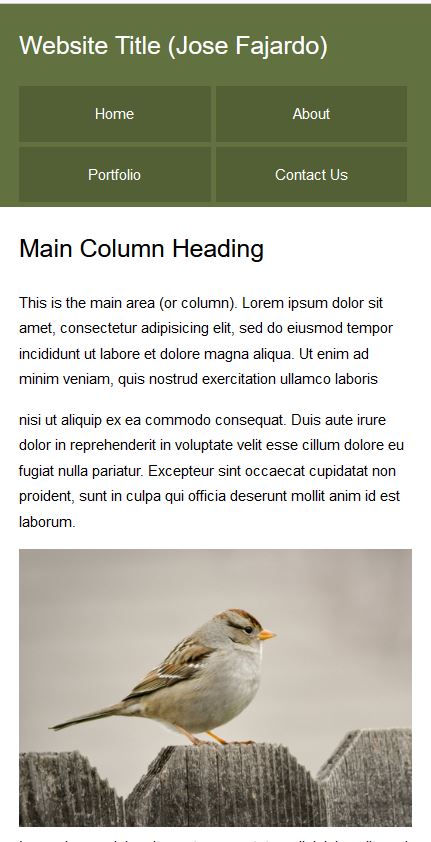 Website Title (Jose Fajardo)
Home
About
Portfolio
Contact Us
Main Column Heading
This is the main area (or column). Lorem ipsum dolor sit
amet, consectetur adipisicing elit, sed do eiusmod tempor
incididunt ut labore et dolore magna aliqua. Ut enim ad
minim veniam, quis nostrud exercitation ullamco laboris
nisi ut aliquip ex ea commodo consequat. Duis aute irure
dolor in reprehenderit in voluptate velit esse cillum dolore eu
fugiat nulla pariatur. Excepteur sint occaecat cupidatat non
proident, sunt in culpa qui officia deserunt mollit anim id est
laborum.